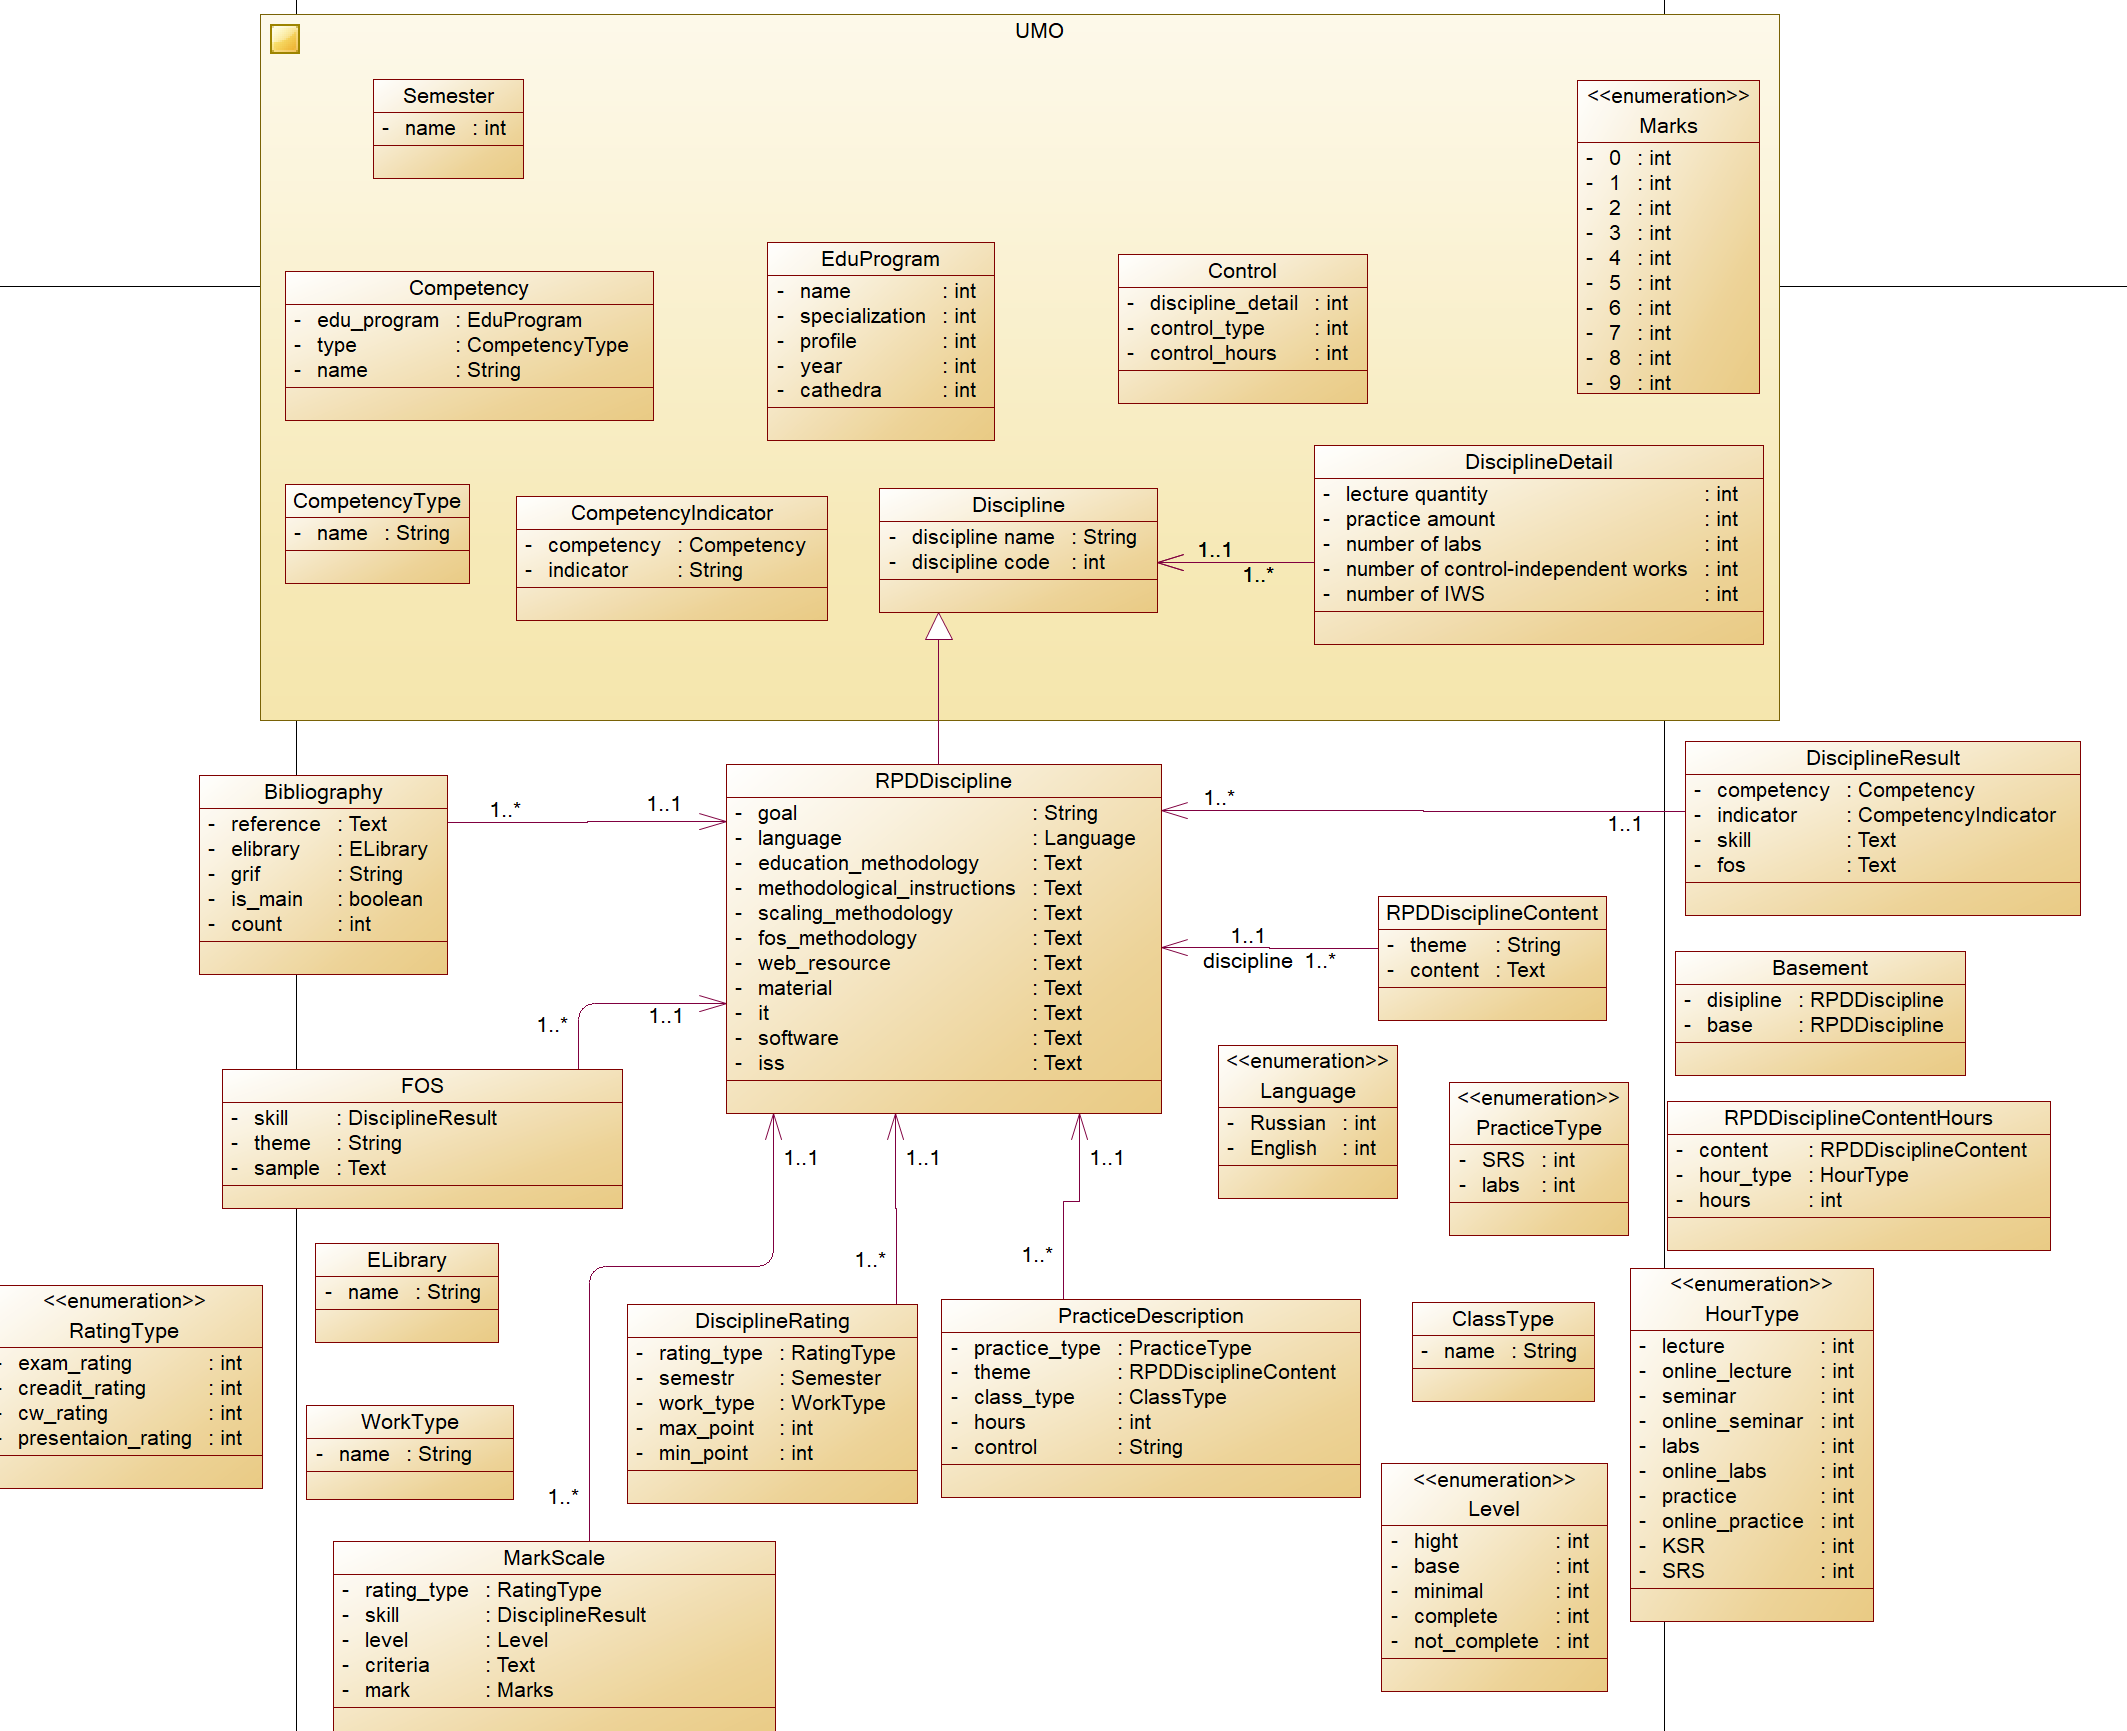 UMO
Semester
- name : int
<<enumeration>>
Marks
- 0 : int
- 1 : int
- 2 : int
- 3 : int
- 4 : int
- 5 : int
- 6 : int
- 7 : int
- 8 : int
- 9 : int
Competency
- edu_program : EduProgram
- type : CompetencyType
- name : String
EduProgram
- name : int
- specialization : int
- profile : int
- year : int
- cathedra : int
Control
- discipline_detail : int
- control_type : int
- control_hours : int
CompetencyType
- name : String
CompetencyIndicator
- competency : Competency
- indicator : String
Discipline
- discipline name : String
- discipline code : int
1..1
1..*
DisciplineDetail
- lecture quantity : int
- practice amount : int
- number of labs : int
- number of control-independent works : int
- number of IWS : int
Bibliography
- reference : Text
- elibrary : ELibrary
- grif : String
- is_main : boolean
- count : int
1..*
1..1
RPDDiscipline
- goal : String
- language : Language
- education_methodology : Text
- methodological_instructions : Text
- scaling_methodology : Text
- fos_methodology : Text
- web_resource : Text
- material : Text
- it : Text
- software : Text
- iss : Text
1..*
1..1
DisciplineResult
- competency : Competency
- indicator : CompetencyIndicator
- skill : Text
- fos : Text
1..1
discipline 1..*
RPDDisciplineContent
- theme : String
- content : Text
Basement
- disipline : RPDDiscipline
- base : RPDDiscipline
1..*
1..1
FOS
- skill : DisciplineResult
- theme : String
- sample : Text
<<enumeration>>
Language
- Russian : int
- English : int
<<enumeration>>
PracticeType
- SRS : int
- labs : int
RPDDisciplineContentHours
- content : RPDDisciplineContent
- hour_type : HourType
- hours : int
1..1
1..1
1..1
1..*
1..*
ELibrary
- name : String
<<enumeration>>
RatingType
- exam_rating : int
- creadit_rating : int
- cw_rating : int
- presentaion_rating : int
WorkType
- name : String
DisciplineRating
- rating_type : RatingType
- semestr : Semester
- work_type : WorkType
- max_point : int
- min_point : int
PracticeDescription
- practice_type : PracticeType
- theme : RPDDisciplineContent
- class_type : ClassType
- hours : int
- control : String
ClassType
- name : String
<<enumeration>>
HourType
- lecture : int
- online_lecture : int
- seminar : int
- online_seminar : int
- labs : int
- online_labs : int
- practice : int
- online_practice : int
- KSR : int
- SRS : int
<<enumeration>>
Level
- hight : int
- base : int
- minimal : int
- complete : int
- not_complete : int
1..*
MarkScale
- rating_type : RatingType
- skill : DisciplineResult
- level : Level
- criteria : Text
- mark : Marks